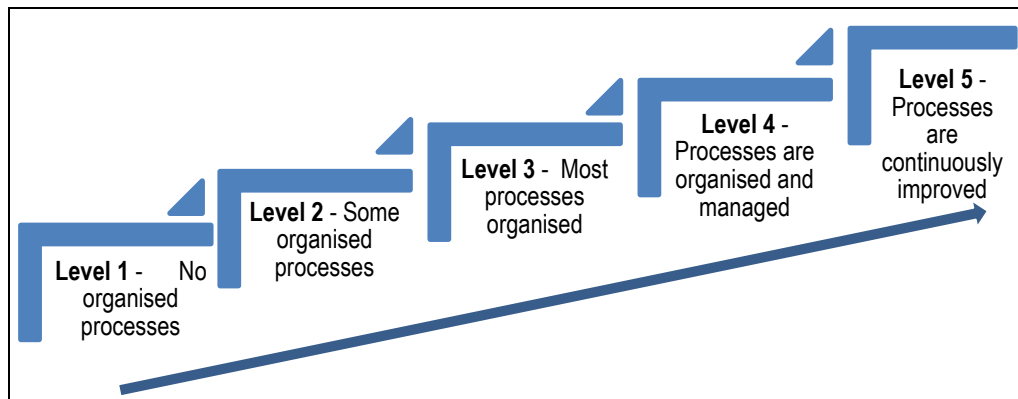 Level 1 - No
organised
processes
Level 2 - Some
organised
processes
Level 3 - Most
processes
organised
Level 4 -
Processes are
organised and
managed
Level 5 -
Processes
are
continuously
improved